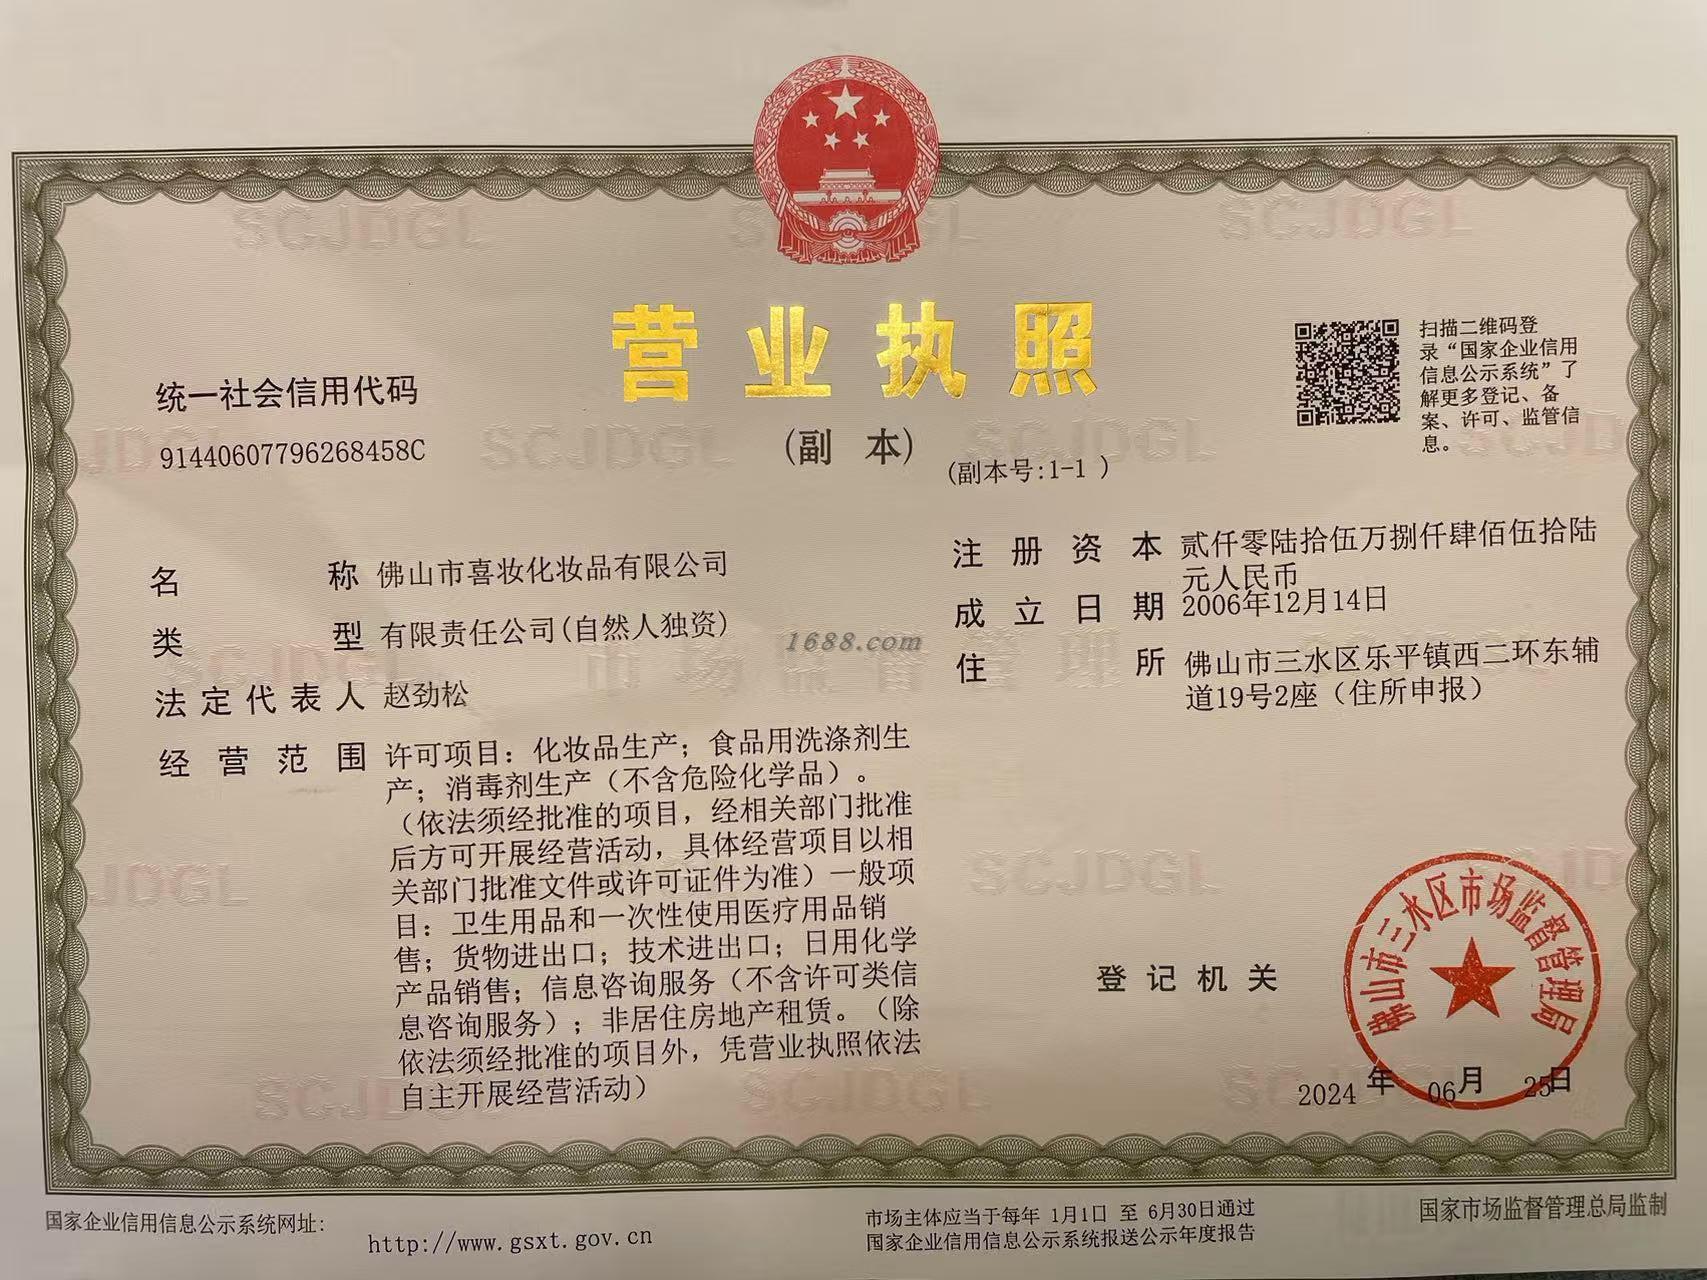 营业执照
(副 本)
(副本号:1-1 )
统一社会信用代码
91440607796268458C
扫描二维码登
录“国家企业信用
信息公示系统”了
解更多登记、备
案、许可、监管信
息。
名 称 佛山市喜妆化妆品有限公司
类 型 有限责任公司(自然人独资)
法定代表人 赵劲松
经营范围 许可项目：化妆品生产；食品用洗涤剂生
产；消毒剂生产（不含危险化学品）。
（依法须经批准的项目，经相关部门批准
后方可开展经营活动，具体经营项目以相
关部门批准文件或许可证件为准）一般项
目：卫生用品和一次性使用医疗用品销
售；货物进出口；技术进出口；日用化学
产品销售；信息咨询服务（不含许可类信
息咨询服务）；非居住房地产租赁。（除
依法须经批准的项目外，凭营业执照依法
自主开展经营活动）
注册资本 贰仟零陆拾伍万捌仟肆佰伍拾陆
元人民币
成立日期 2006年12月14日
住 所 佛山市三水区乐平镇西二环东辅
道19号2座（住所申报）
1688.com
登记机关
佛山市三水区市场监督管理局
2024 年 06月 25日
国家企业信用信息公示系统网址:
http://www.gsxt.gov.cn
市场主体应当于每年 1月1日 至 6月30日通过
国家企业信用信息公示系统报送公示年度报告
国家市场监督管理总局监制
SCJDGL
市场监督管理